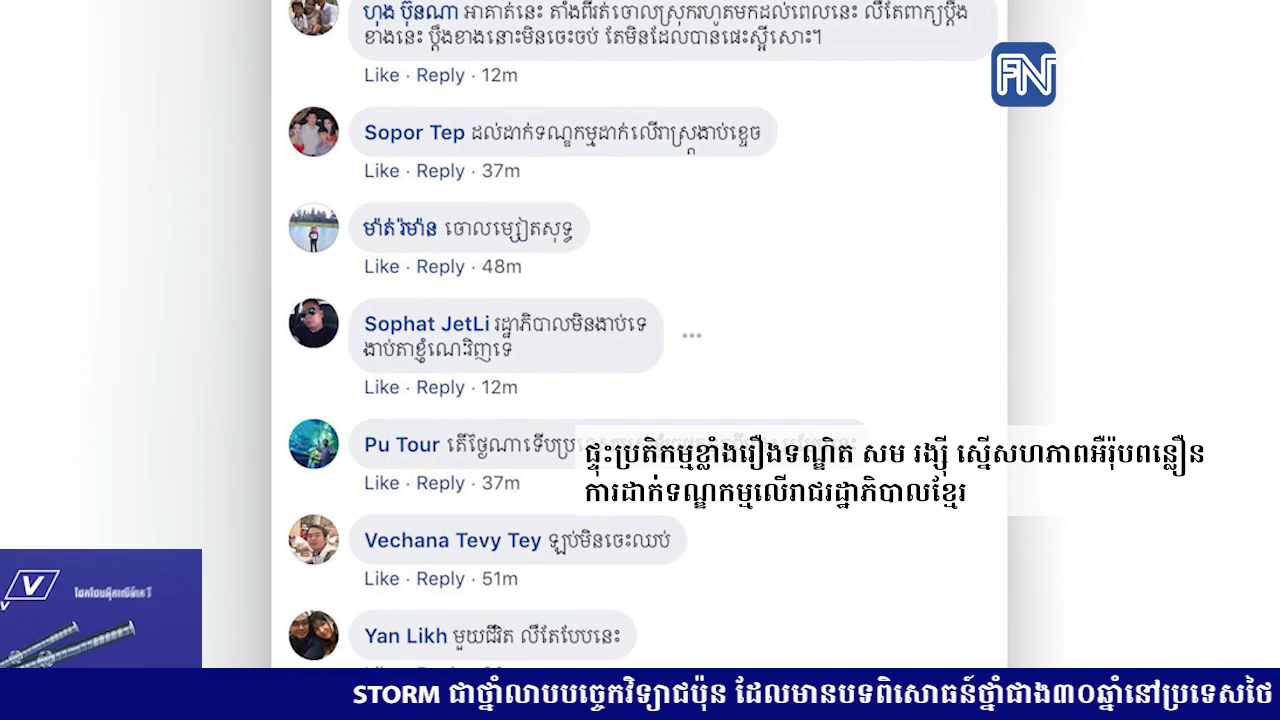 ហុង ប៊ុនណា អាគាត់នេះ តាំងពីរត់ចោលស្រុករហូតមកដល់ពេលនេះ លឺតែពាក្យប្ដឹង
ខាងនេះ ប្ដឹងខាងនោះមិនចេះចប់ តែមិនដែលបានផេះស្អីសោះ។
Like · Reply · 12m
FN
Sopor Tep ដល់ដាក់ទណ្ឌកម្មដាក់លើរាស្ត្រងាប់ខ្ទេច
Like · Reply · 37m
ម៉ាត់រ៉ម៉ាន ចោលម្សៀតសុទ្ធ
Like · Reply · 48m
Sophat JetLi រដ្ឋាភិបាលមិនងាប់ទេ
ងាប់តាខ្ញុំណេះវិញទេ
Like · Reply · 12m
Pu Tour តើថ្ងៃណាទើប
Like · Reply · 37m
ផ្ទុះប្រតិកម្មខ្លាំងរឿងទណ្ឌិត សម រង្ស៊ី ស្នើសហភាពអឺរ៉ុបពន្លឿន
ការដាក់ទណ្ឌកម្មលើរាជរដ្ឋាភិបាលខ្មែរ
Vechana Tevy Tey ឡប់មិនចេះឈប់
Like · Reply · 51m
Yan Likh មួយជីវិត លឺតែបែបនេះ
V
STORM ជាថ្នាំលាបបច្ចេកវិទ្យាជប៉ុន ដែលមានបទពិសោធន៍ថ្នាំជាង៣០ឆ្នាំនៅប្រទេសថៃ